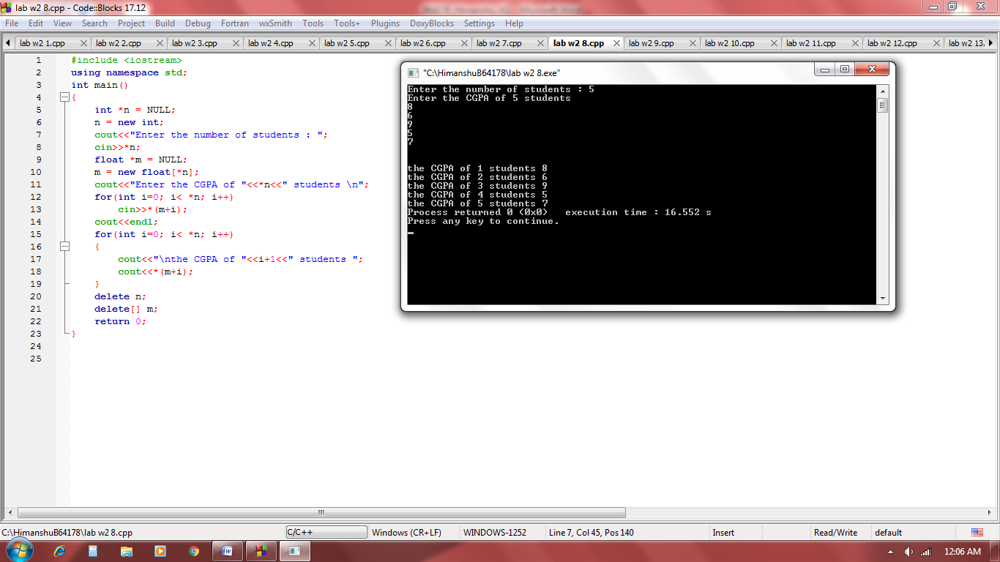 lab w2 8.cpp - Code::Blocks 17.12
File Edit View Search Project Build Debug Fortran wxSmith Tools Tools+ Plugins DoxyBlocks Settings Help
lab w2 1.cpp lab w2 2.cpp lab w2 3.cpp lab w2 4.cpp lab w2 5.cpp lab w2 6.cpp lab w2 7.cpp lab w2 8.cpp lab w2 9.cpp lab w2 10.cpp lab w2 11.cpp lab w2 12.cpp lab w2 13.
1 #include <iostream>
2 using namespace std;
3 int main()
4 {
5 int *n = NULL;
6 n = new int;
7 cout<<"Enter the number of students : ";
8 cin>>*n;
9 float *m = NULL;
10 m = new float[*n];
11 cout<<"Enter the CGPA of "<<*n<<" students \n";
12 for(int i=0; i< *n; i++)
13 cin>>*(m+i);
14 cout<<endl;
15 for(int i=0; i< *n; i++)
16 {
17 cout<<"\nthe CGPA of "<<i+1<<" students ";
18 cout<<*(m+i);
19 }
20 delete n;
21 delete[] m;
22 return 0;
23 }
24
25
"C:\HimanshuB64178\lab w2 8.exe"
Enter the number of students : 5
Enter the CGPA of 5 students
8
6
9
5
7
the CGPA of 1 students 8
the CGPA of 2 students 6
the CGPA of 3 students 9
the CGPA of 4 students 5
the CGPA of 5 students 7
Process returned 0 (0x0) execution time : 16.552 s
Press any key to continue.
C:\HimanshuB64178\lab w2 8.cpp C/C++ Windows (CR+LF) WINDOWS-1252 Line 7, Col 45, Pos 140 Insert Read/Write default
12:06 AM